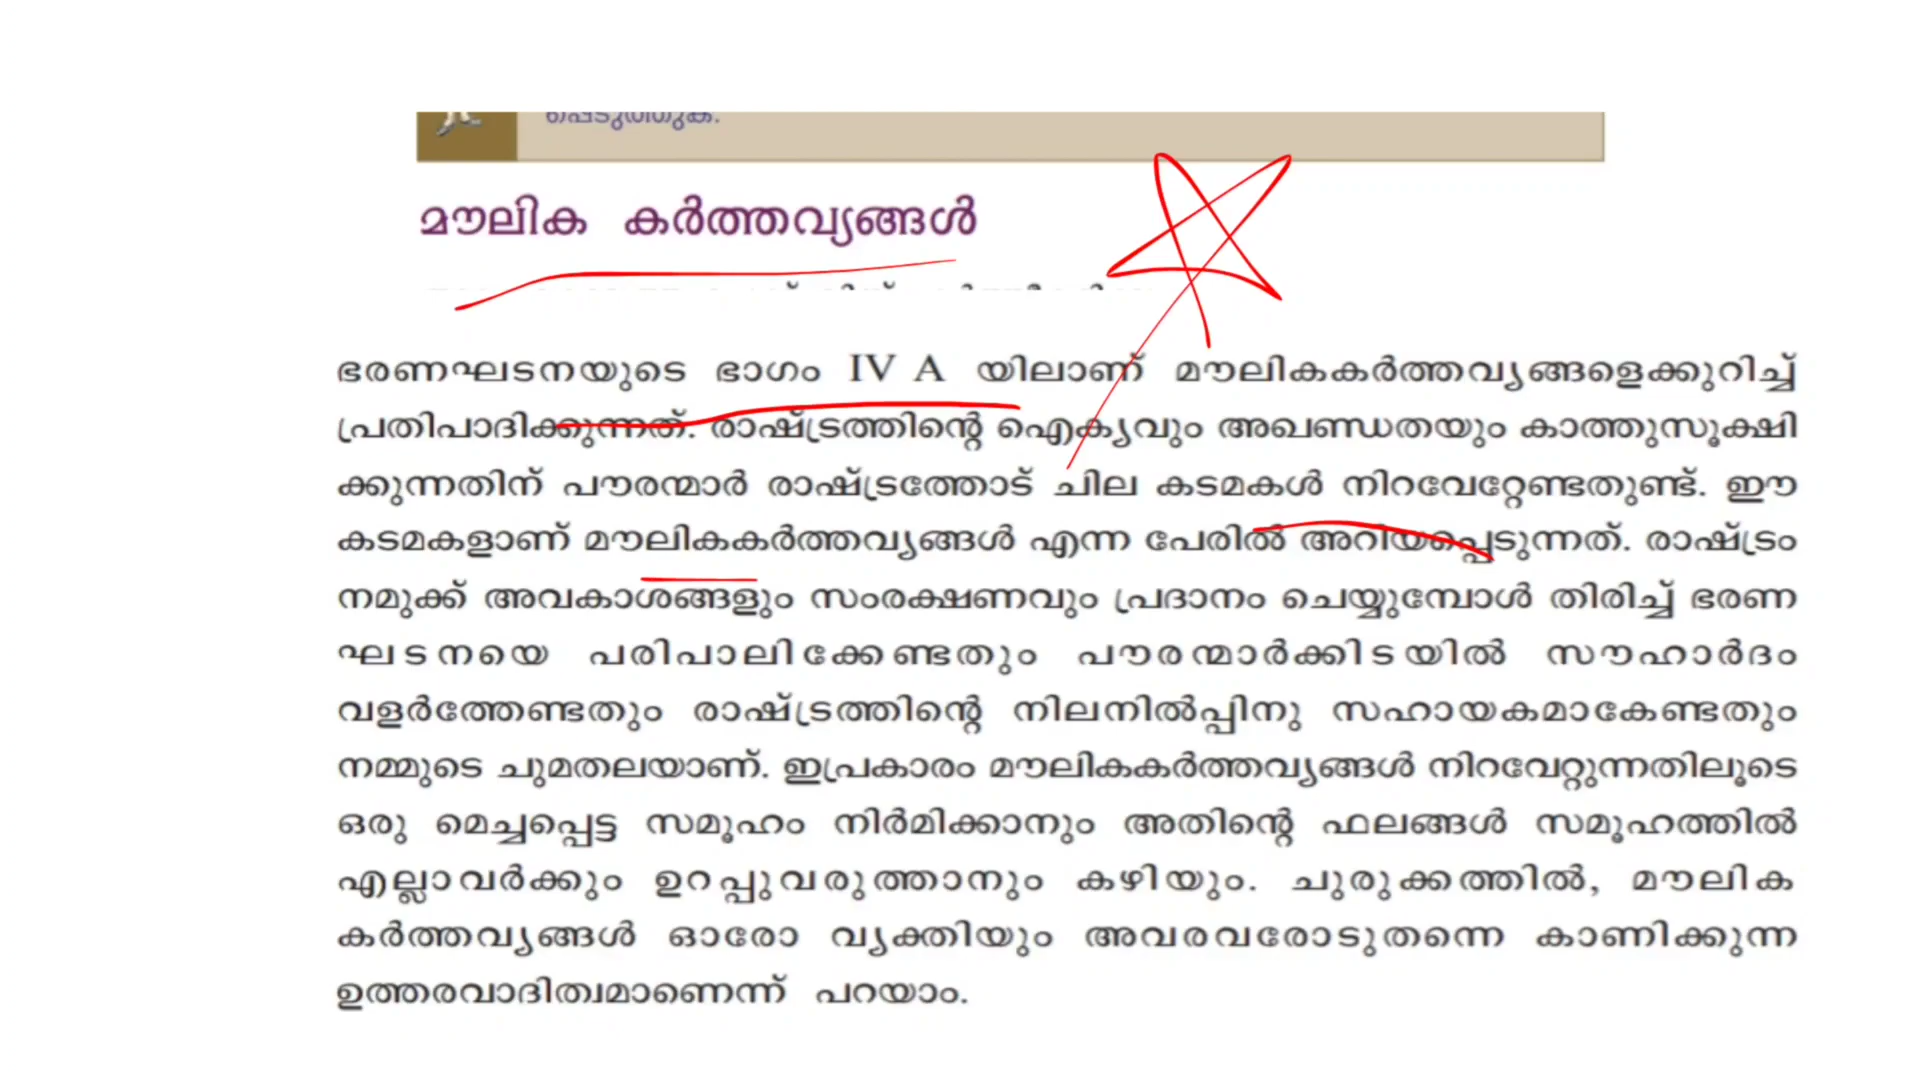 പ്പെടുത്തുക.
മൗലിക കർത്തവ്യങ്ങൾ
ഭരണഘടനയുടെ ഭാഗം IV A യിലാണ് മൗലികകർത്തവ്യങ്ങളെക്കുറിച്ച്
പ്രതിപാദിക്കുന്നത്. രാഷ്ട്രത്തിന്റെ ഐക്യവും അഖണ്ഡതയും കാത്തുസൂക്ഷി
ക്കുന്നതിന് പൗരന്മാർ രാഷ്ട്രത്തോട് ചില കടമകൾ നിറവേറ്റേണ്ടതുണ്ട്. ഈ
കടമകളാണ് മൗലികകർത്തവ്യങ്ങൾ എന്ന പേരിൽ അറിയപ്പെടുന്നത്. രാഷ്ട്രം
നമുക്ക് അവകാശങ്ങളും സംരക്ഷണവും പ്രദാനം ചെയ്യുമ്പോൾ തിരിച്ച് ഭരണ
ഘടനയെ പരിപാലിക്കേണ്ടതും പൗരന്മാർക്കിടയിൽ സൗഹാർദം
വളർത്തേണ്ടതും രാഷ്ട്രത്തിന്റെ നിലനിൽപ്പിനു സഹായകമാകേണ്ടതും
നമ്മുടെ ചുമതലയാണ്. ഇപ്രകാരം മൗലികകർത്തവ്യങ്ങൾ നിറവേറ്റുന്നതിലൂടെ
ഒരു മെച്ചപ്പെട്ട സമൂഹം നിർമിക്കാനും അതിന്റെ ഫലങ്ങൾ സമൂഹത്തിൽ
എല്ലാവർക്കും ഉറപ്പുവരുത്താനും കഴിയും. ചുരുക്കത്തിൽ, മൗലിക
കർത്തവ്യങ്ങൾ ഓരോ വ്യക്തിയും അവരവരോടുതന്നെ കാണിക്കുന്ന
ഉത്തരവാദിത്വമാണെന്ന് പറയാം.